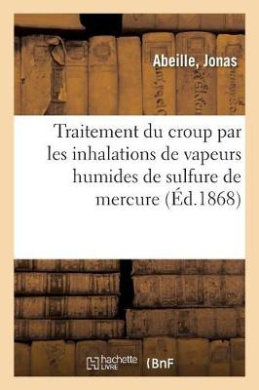 Abeille, Jonas
Traitement du croup par les
inhalations de vapeurs
humides de sulfure de
mercure (Éd.1868)
hachette
LIVRE
{BnF